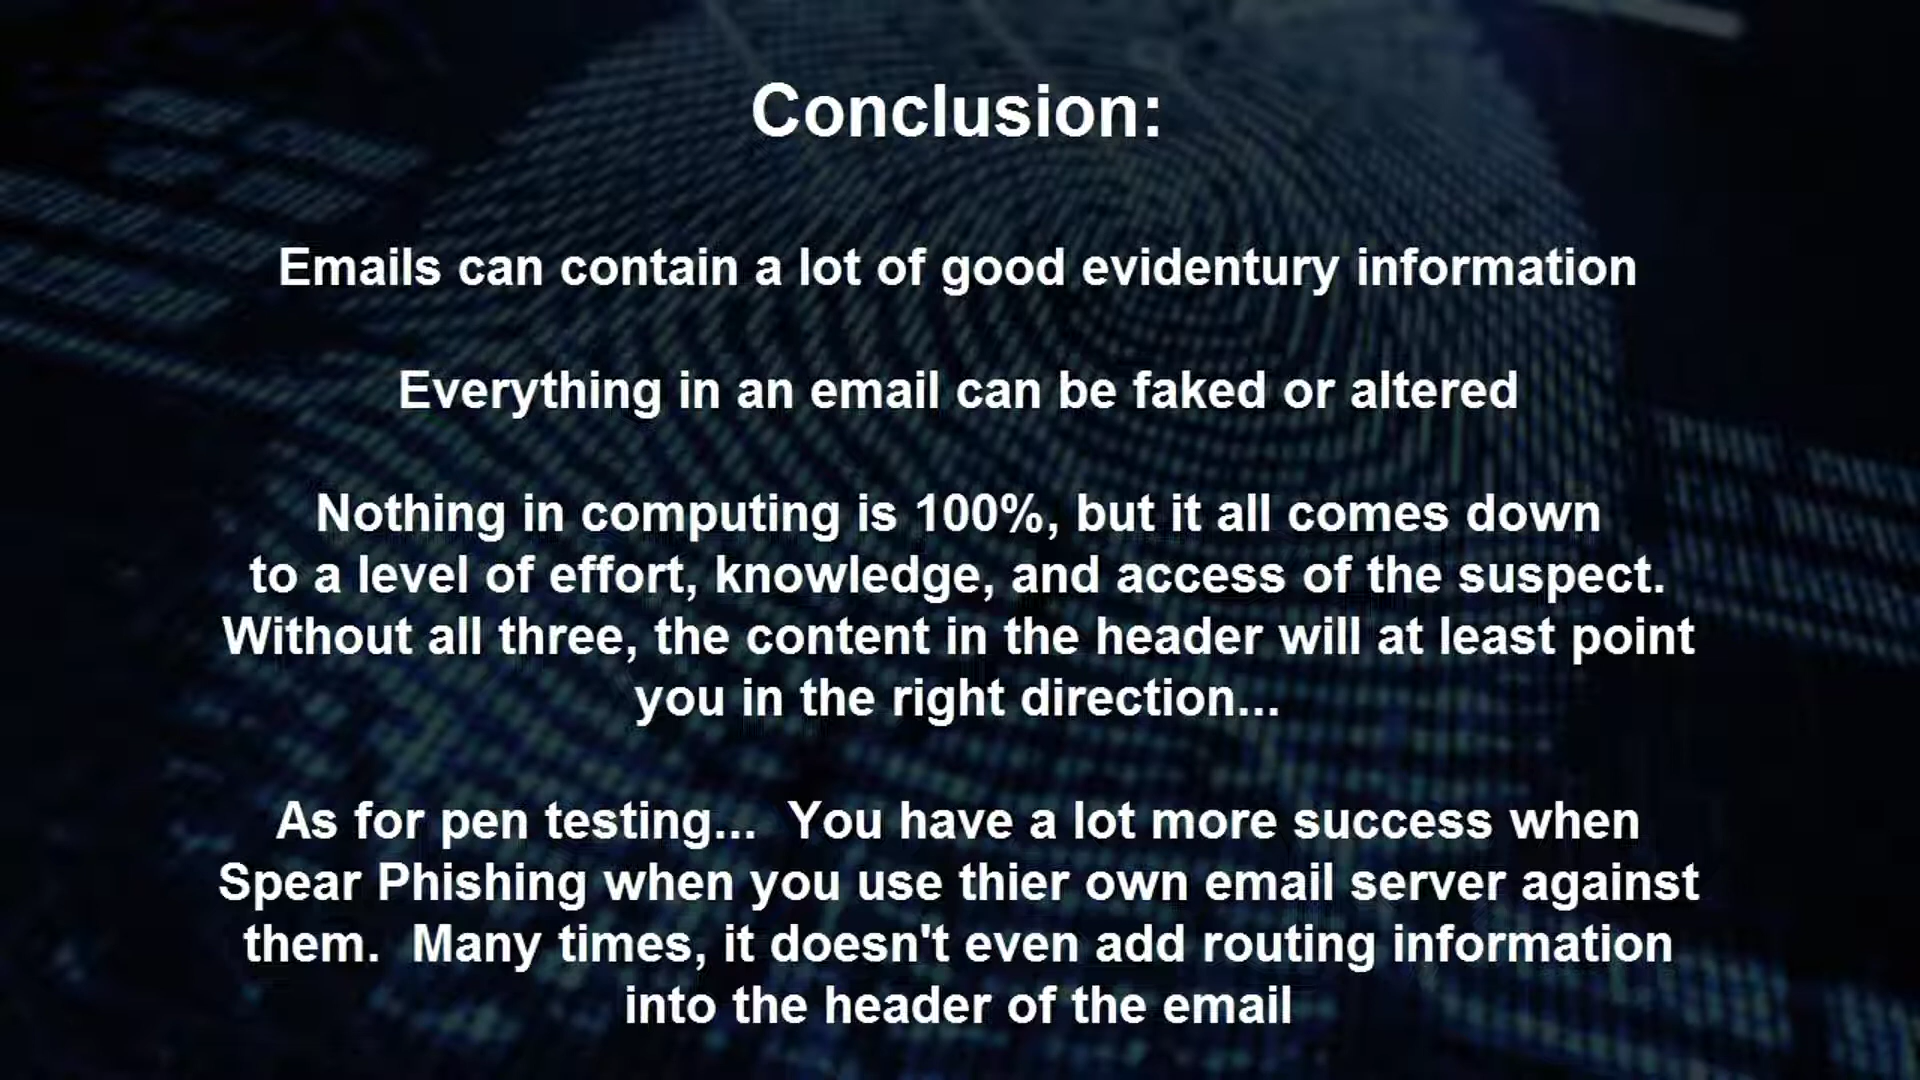 Conclusion:
Emails can contain a lot of good evidentury information
Everything in an email can be faked or altered
Nothing in computing is 100%, but it all comes down
to a level of effort, knowledge, and access of the suspect.
Without all three, the content in the header will at least point
you in the right direction...
As for pen testing...  You have a lot more success when
Spear Phishing when you use thier own email server against
them.  Many times, it doesn't even add routing information
into the header of the email